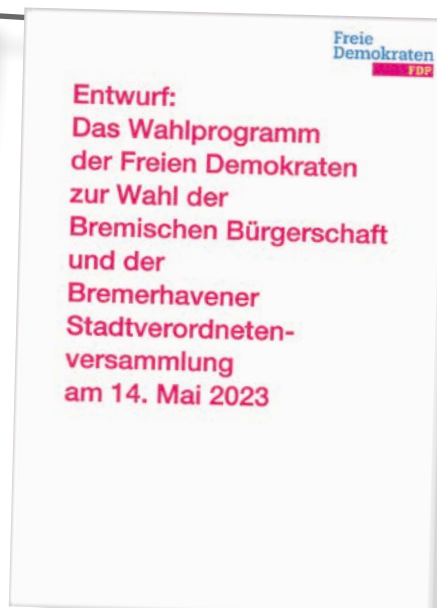 Freie
Demokraten
FDP
Entwurf:
Das Wahlprogramm
der Freien Demokraten
zur Wahl der
Bremischen Bürgerschaft
und der
Bremerhavener
Stadtverordneten-
versammlung
am 14. Mai 2023